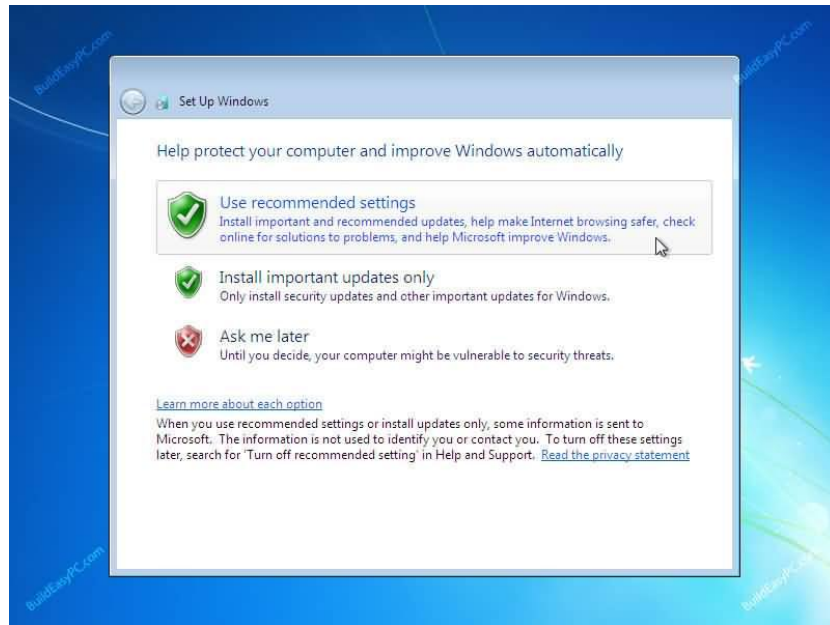 BuildEasyPC.com
BuildEasyPC.com
Set Up Windows
Help protect your computer and improve Windows automatically
Use recommended settings
Install important and recommended updates, help make Internet browsing safer, check
online for solutions to problems, and help Microsoft improve Windows.
Install important updates only
Only install security updates and other important updates for Windows.
Ask me later
Until you decide, your computer might be vulnerable to security threats.
Learn more about each option
When you use recommended settings or install updates only, some information is sent to
Microsoft. The information is not used to identify you or contact you. To turn off these settings
later, search for 'Turn off recommended setting' in Help and Support. Read the privacy statement
BuildEasyPC.com
BuildEasyPC.com